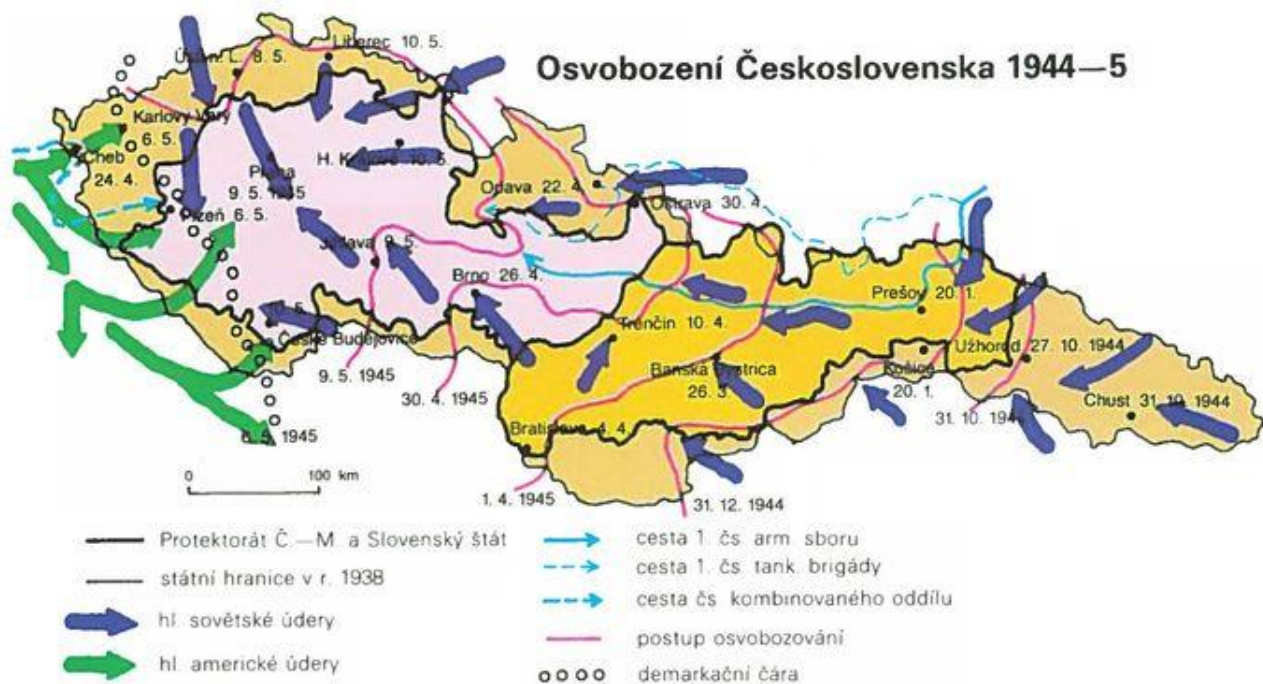 Osvobození Československa 1944—5
Liberec 10. 5.
Ústí n. L. 8. 5.
Karlovy Vary
6. 5.
Cheb
24. 4.
Praha
9. 5. 1945
H. Králové 10. 5.
Plzeň 6. 5.
Opava 22. 4.
Ostrava 30. 4.
Jihlava 9. 5.
Brno 26. 4.
České Budějovice
Trenčín 10. 4.
Prešov 20. 1.
Banská Bystrica
26. 3.
Košice
20. 1.
Užhorod 27. 10. 1944
Chust 31. 10. 1944
Bratislava 4. 4.
9. 5. 1945
30. 4. 1945
31. 10. 1944
1945
1. 4. 1945
31. 12. 1944
0 100 km
Protektorát Č.—M. a Slovenský štát
státní hranice v r. 1938
hl. sovětské údery
hl. americké údery
cesta 1. čs arm. sboru
cesta 1. čs tank. brigády
cesta čs kombinovaného oddílu
postup osvobozování
demarkační čára